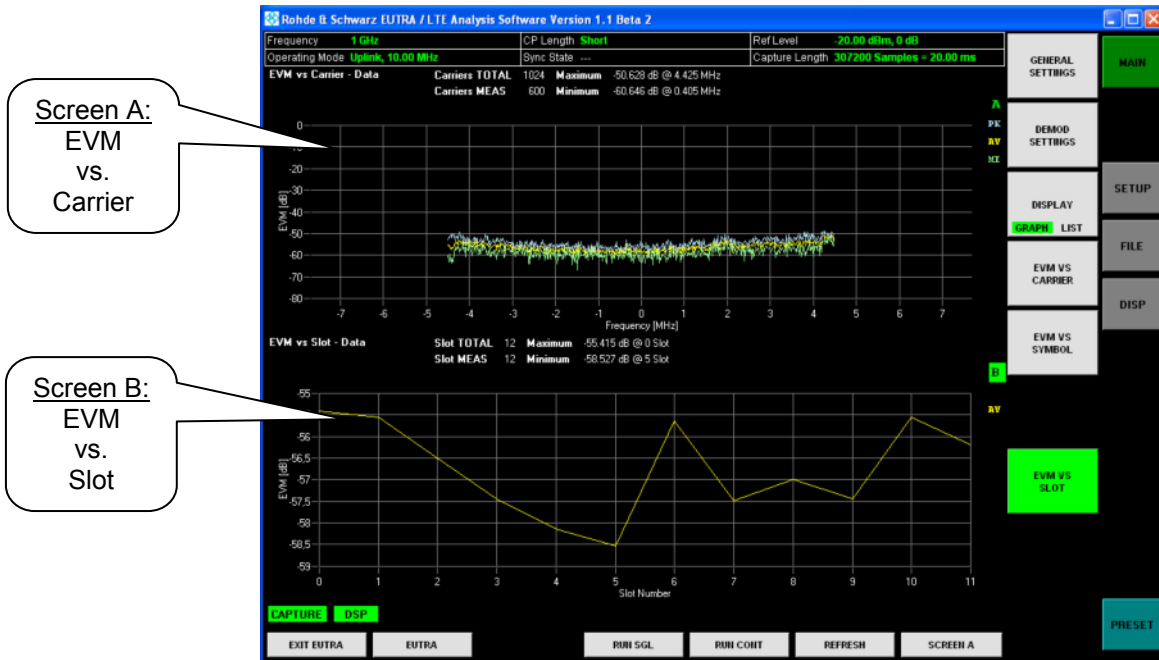 Rohde & Schwarz EUTRA / LTE Analysis Software Version 1.1 Beta 2
Frequency 1 GHz CP Length Short Ref Level -20.00 dBm, 0 dB
Operating Mode Uplink, 10.00 MHz Sync State --- Capture Length 307200 Samples = 20.00 ms
EVM vs Carrier - Data Carriers TOTAL 1024 Maximum -50.628 dB @ 4.425 MHz
Carriers MEAS 600 Minimum -60.646 dB @ 0.405 MHz
Screen A:
EVM
vs.
Carrier
A
PK
AV
MI
EVM [dB]
0
-10
-20
-30
-40
-50
-60
-70
-80
-7 -6 -5 -4 -3 -2 -1 0 1 2 3 4 5 6 7
Frequency [MHz]
EVM vs Slot - Data Slot TOTAL 12 Maximum -55.415 dB @ 0 Slot
Slot MEAS 12 Minimum -58.527 dB @ 5 Slot
Screen B:
EVM
vs.
Slot
B
AV
EVM [dB]
-55
-56
-56,5
-57
-57,5
-58
-58,5
-59
0 1 2 3 4 5 6 7 8 9 10 11
Slot Number
CAPTURE DSP
EXIT EUTRA EUTRA RUN SGL RUN CONT REFRESH SCREEN A
GENERAL
SETTINGS
DEMOD
SETTINGS
DISPLAY
GRAPH LIST
EVM VS
CARRIER
EVM VS
SYMBOL
EVM VS
SLOT
MAIN
SETUP
FILE
DISP
PRESET